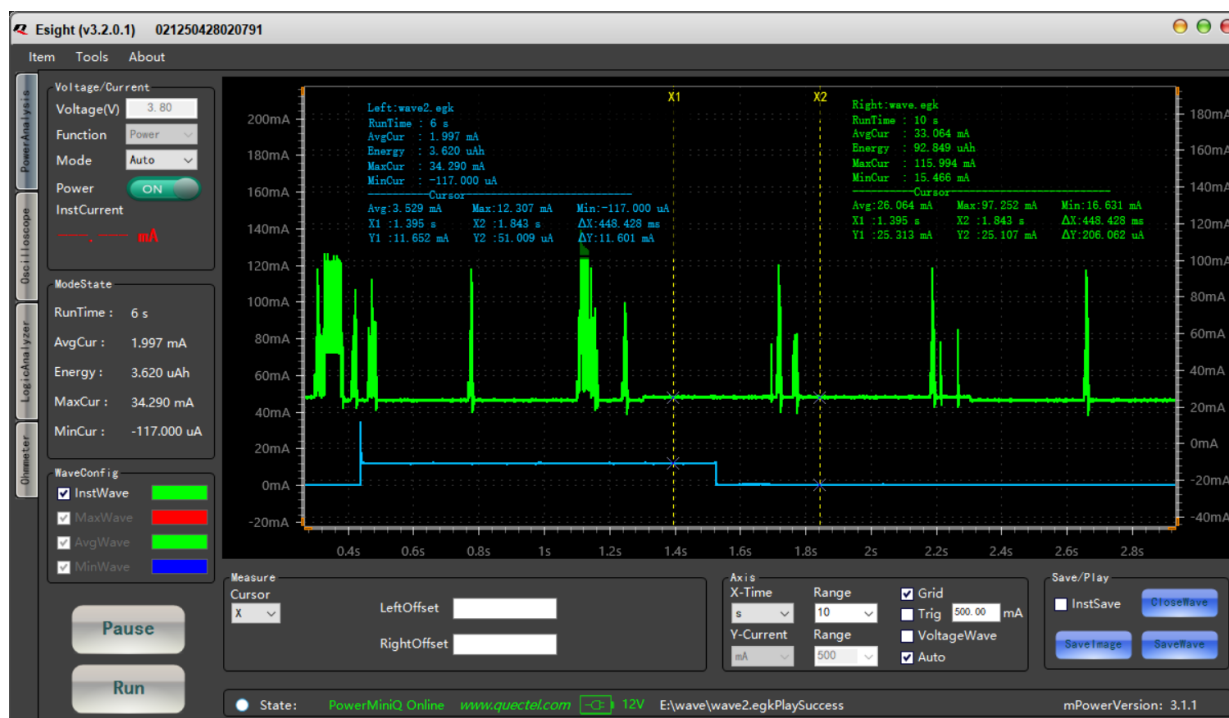 Esight (v3.2.0.1) 021250428020791
Item Tools About
PowerAnalysis
Oscilloscope
LogicAnalyzer
Ohmmeter
Voltage/Current
Voltage(V) 3.80
Function Power
Mode Auto
Power ON
InstCurrent
---.--- mA
ModeState
RunTime : 6 s
AvgCur : 1.997 mA
Energy : 3.620 uAh
MaxCur : 34.290 mA
MinCur : -117.000 uA
WaveConfig
InstWave
MaxWave
AvgWave
MinWave
Pause
Run
X1 X2
Left:wave2.egk
RunTime : 6 s
AvgCur : 1.997 mA
Energy : 3.620 uAh
MaxCur : 34.290 mA
MinCur : -117.000 uA
Cursor
Avg:3.529 mA Max:12.307 mA Min:-117.000 uA
X1 :1.395 s X2 :1.843 s ΔX:448.428 ms
Y1 :11.652 mA Y2 :51.009 uA ΔY:11.601 mA
Right:wave.egk
RunTime : 10 s
AvgCur : 33.064 mA
Energy : 92.849 uAh
MaxCur : 115.994 mA
MinCur : 15.466 mA
Cursor
Avg:26.064 mA Max:97.252 mA Min:16.631 mA
X1 :1.395 s X2 :1.843 s ΔX:448.428 ms
Y1 :25.313 mA Y2 :25.107 mA ΔY:206.062 uA
200mA
180mA
160mA
140mA
120mA
100mA
80mA
60mA
40mA
20mA
0mA
-20mA
180mA
160mA
140mA
120mA
100mA
80mA
60mA
40mA
20mA
0mA
-20mA
-40mA
0.4s 0.6s 0.8s 1s 1.2s 1.4s 1.6s 1.8s 2s 2.2s 2.4s 2.6s 2.8s
Measure
Cursor
X
LeftOffset
RightOffset
Axis
X-Time Range
s 10
Y-Current Range
mA 500
Grid
Trig 500.00 mA
VoltageWave
Auto
Save/Play
InstSave CloseWave
SaveImage SaveWave
State: PowerMiniQ Online www.quectel.com 12V E:\wave\wave2.egkPlaySuccess mPowerVersion: 3.1.1